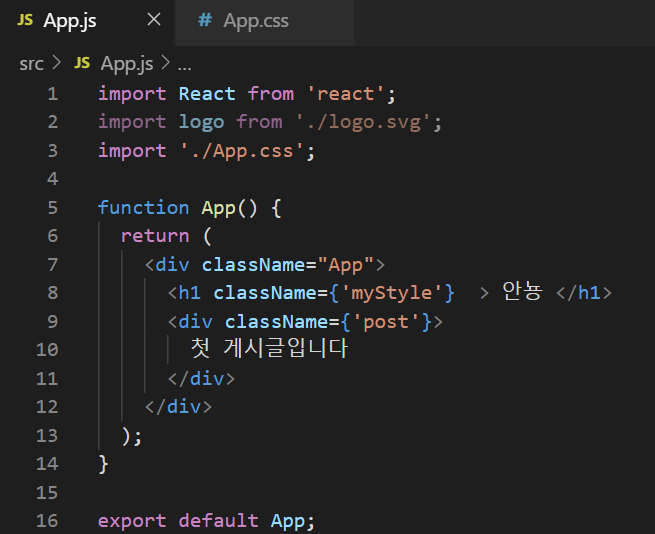 JS App.js × # App.css
src > JS App.js > ...
1 import React from 'react';
2 import logo from './logo.svg';
3 import './App.css';
4
5 function App() {
6 return (
7 <div className="App">
8 <h1 className={'myStyle'}  > 안뇽 </h1>
9 <div className={'post'}>
10 첫 게시글입니다
11 </div>
12 </div>
13 );
14 }
15
16 export default App;